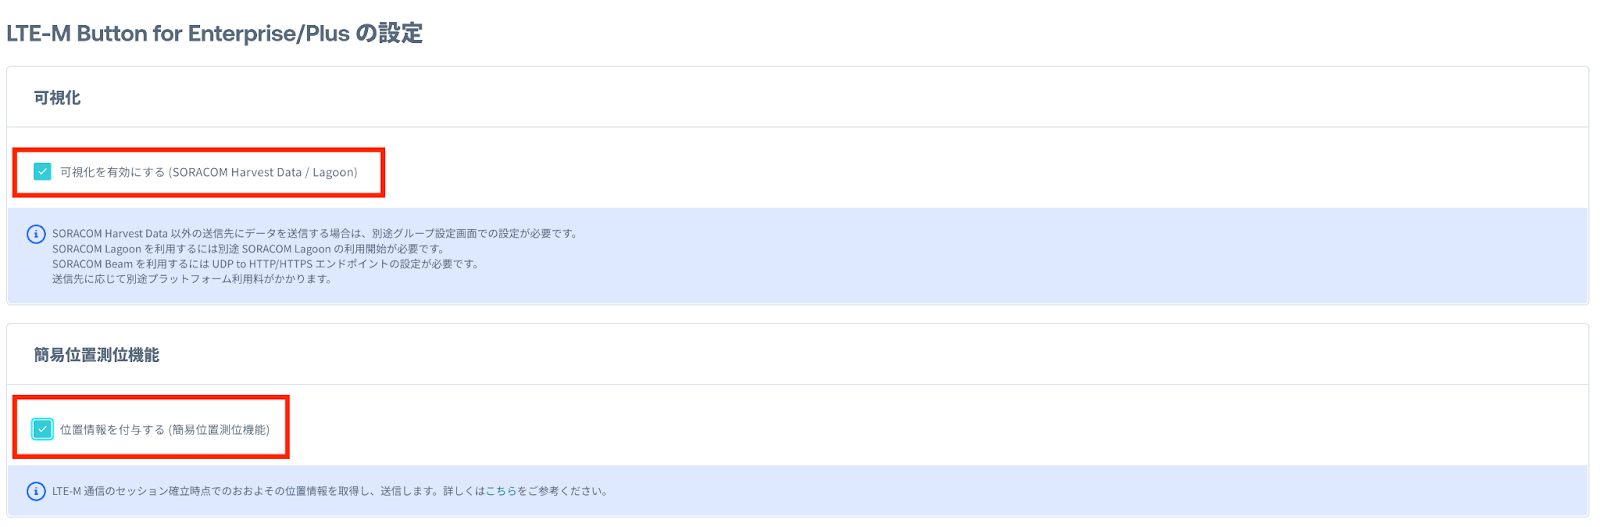 LTE-M Button for Enterprise/Plus の設定
可視化
可視化を有効にする (SORACOM Harvest Data / Lagoon)
SORACOM Harvest Data 以外の送信先にデータを送信する場合は、別途グループ設定画面での設定が必要です。
SORACOM Lagoon を利用するには別途 SORACOM Lagoon の利用開始が必要です。
SORACOM Beam を利用するには UDP to HTTP/HTTPS エンドポイントの設定が必要です。
送信先に応じて別途プラットフォーム利用料がかかります。
簡易位置測位機能
位置情報を付与する (簡易位置測位機能)
LTE-M 通信のセッション確立時点でのおおよその位置情報を取得し、送信します。詳しくはこちらをご参考ください。